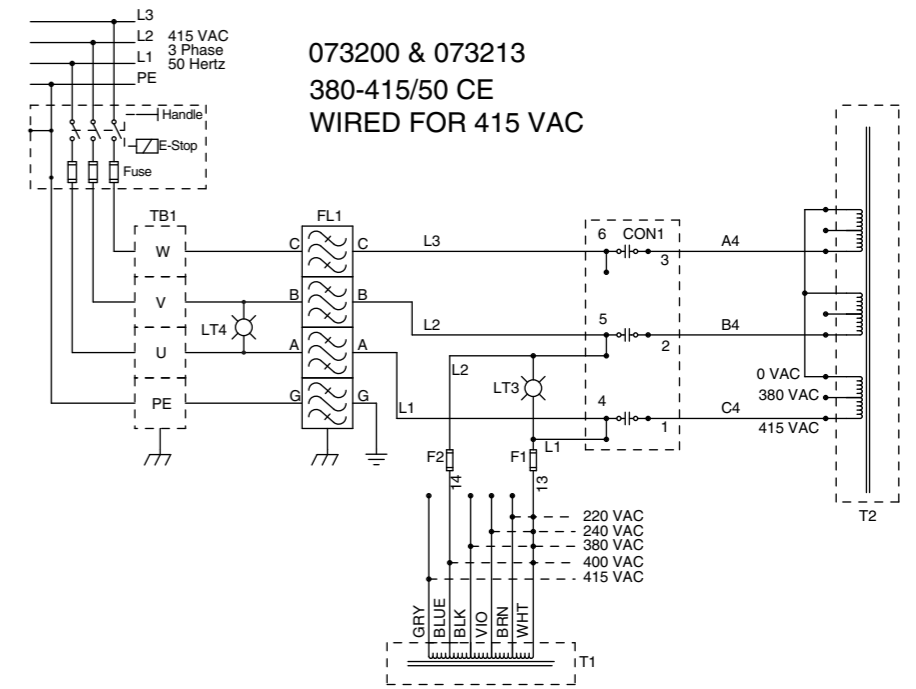 L3
L2
L1
PE
415 VAC
3 Phase
50 Hertz
073200 & 073213
380-415/50 CE
WIRED FOR 415 VAC
Handle
E-Stop
Fuse
TB1
FL1
W
C
C
L3
6
CON1
3
A4
V
B
B
LT4
L2
5
2
B4
U
A
A
L2
LT3
0 VAC
380 VAC
PE
G
G
L1
4
1
C4
415 VAC
L1
F2
F1
14
13
T2
220 VAC
240 VAC
380 VAC
400 VAC
415 VAC
GRY
BLUE
BLK
VIO
BRN
WHT
T1